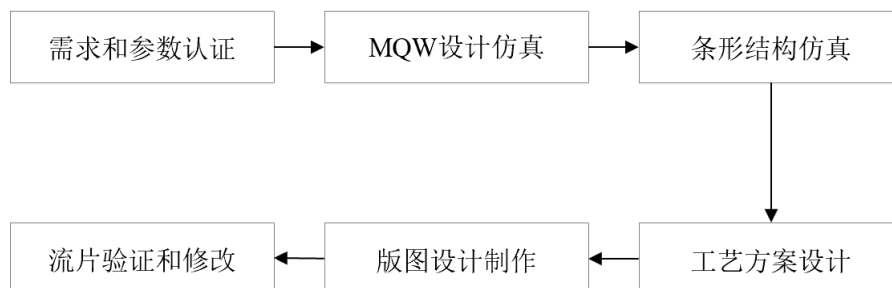 需求和参数认证
MQW设计仿真
条形结构仿真
工艺方案设计
版图设计制作
流片验证和修改